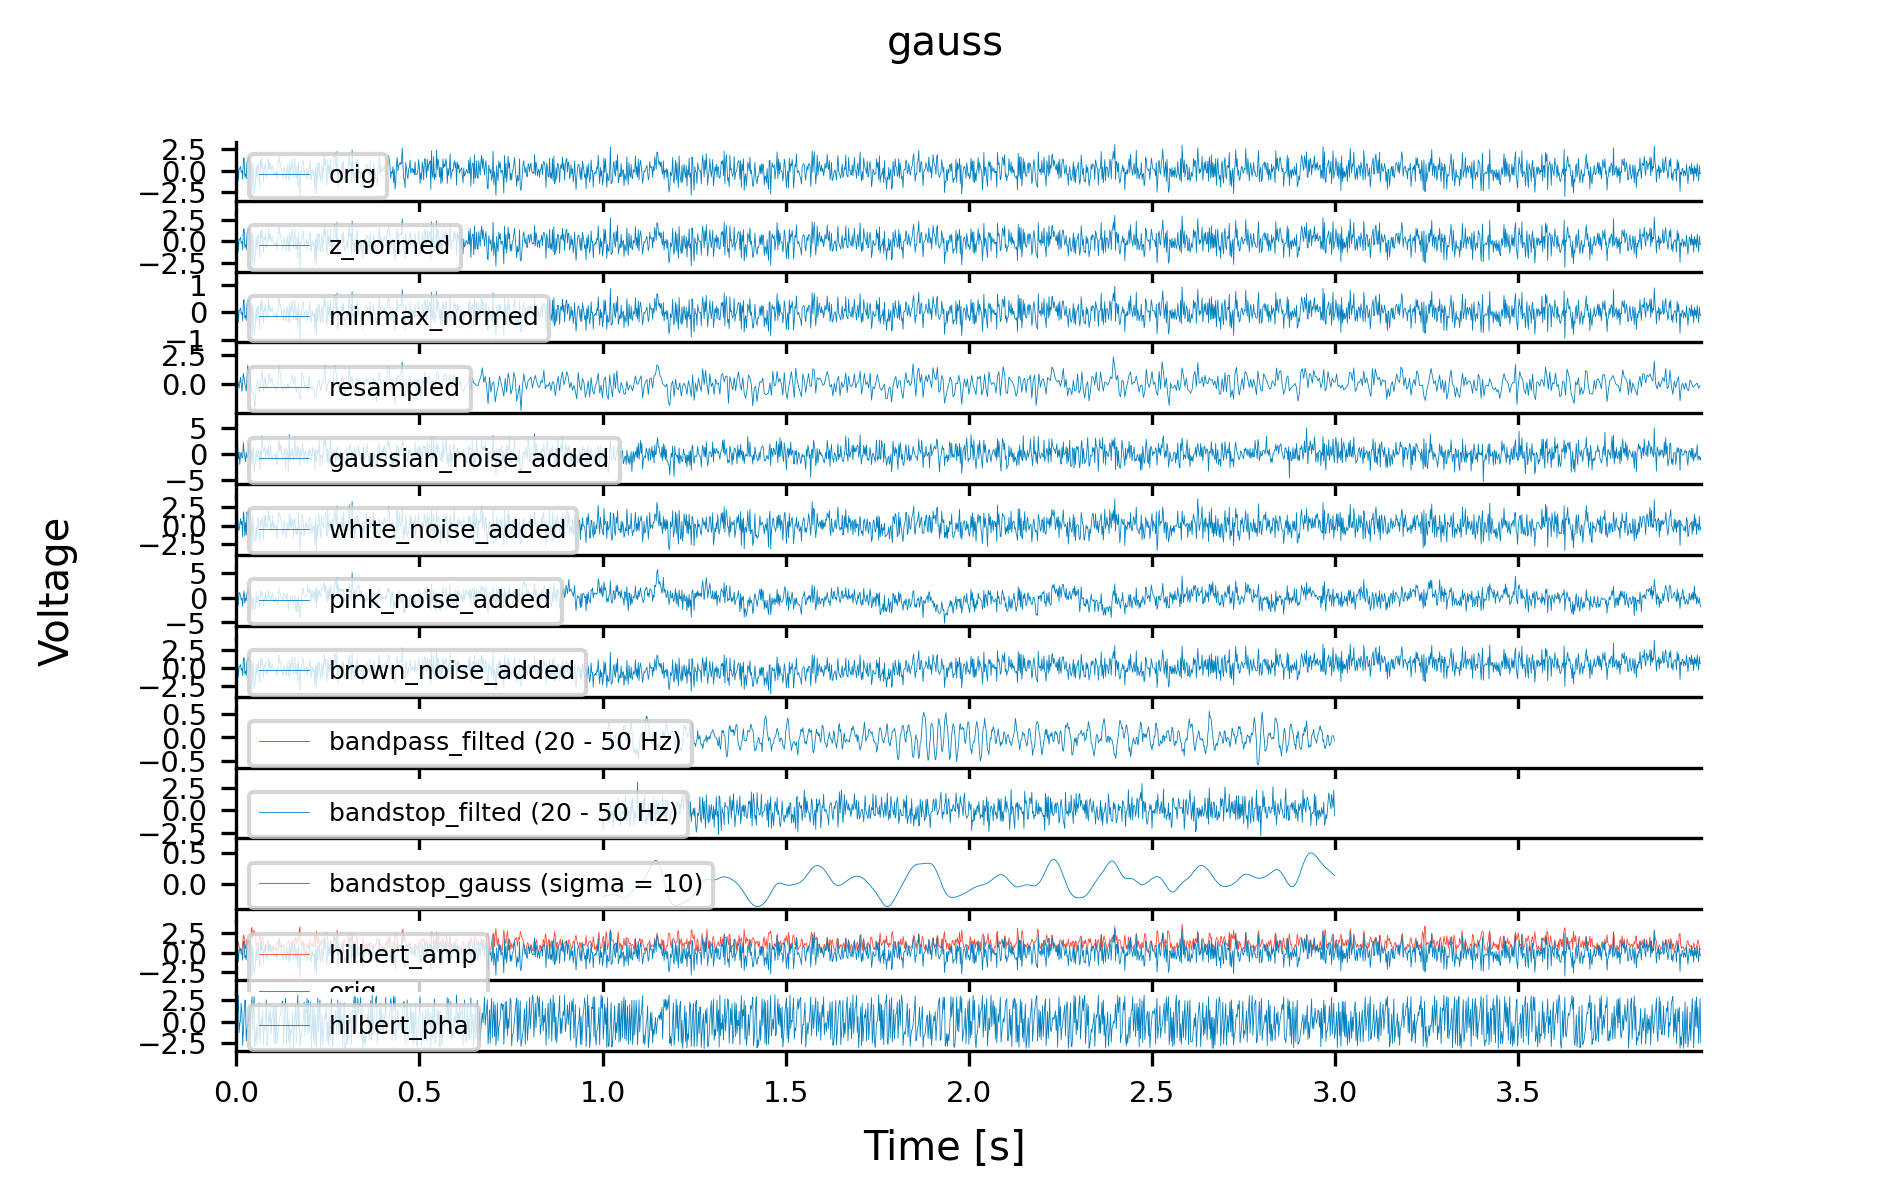 gauss
Voltage
2.5
0.0
−2.5
orig
2.5
0.0
−2.5
z_normed
1
0
−1
minmax_normed
2.5
0.0
resampled
5
0
−5
gaussian_noise_added
2.5
0.0
−2.5
white_noise_added
5
0
−5
pink_noise_added
2.5
0.0
−2.5
brown_noise_added
0.5
0.0
−0.5
bandpass_filted (20 - 50 Hz)
2.5
0.0
−2.5
bandstop_filted (20 - 50 Hz)
0.5
0.0
bandstop_gauss (sigma = 10)
2.5
0.0
−2.5
hilbert_amp
orig
2.5
0.0
−2.5
hilbert_pha
0.0 0.5 1.0 1.5 2.0 2.5 3.0 3.5
Time [s]